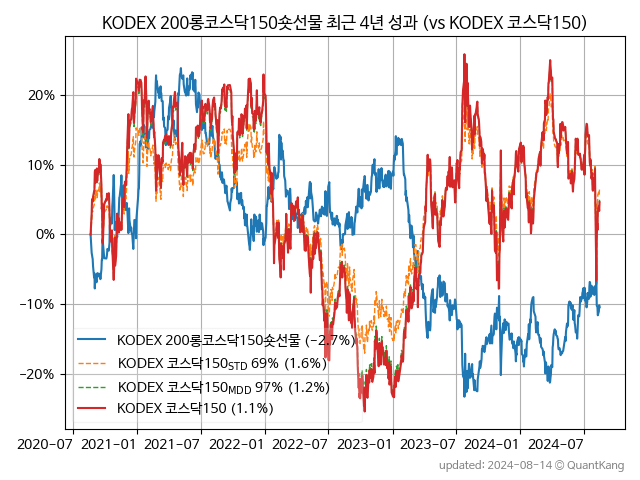 KODEX 200롱코스닥150숏선물 최근 4년 성과 (vs KODEX 코스닥150)
20%
10%
0%
−10%
−20%
KODEX 200롱코스닥150숏선물 (−2.7%)
KODEX 코스닥150STD 69% (1.6%)
KODEX 코스닥150MDD 97% (1.2%)
KODEX 코스닥150 (1.1%)
2020-07 2021-01 2021-07 2022-01 2022-07 2023-01 2023-07 2024-01 2024-07
updated: 2024-08-14 © QuantKang